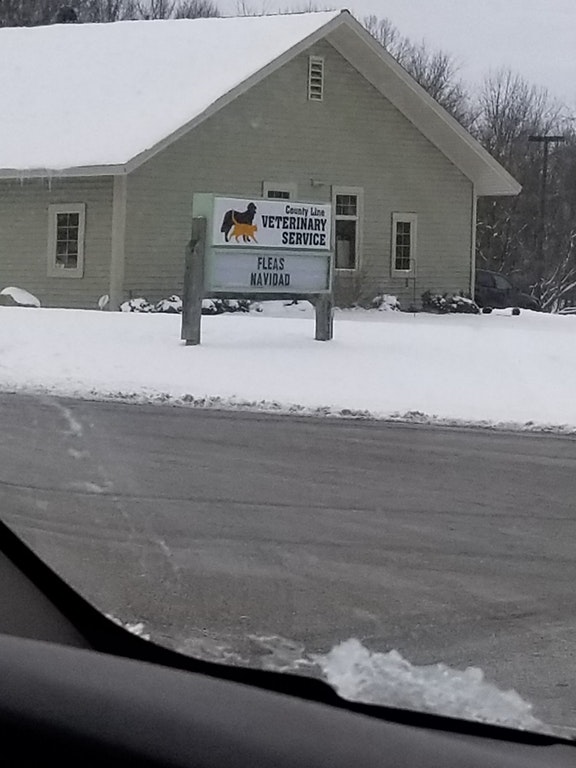 County Line
VETERINARY
SERVICE
FLEAS
NAVIDAD